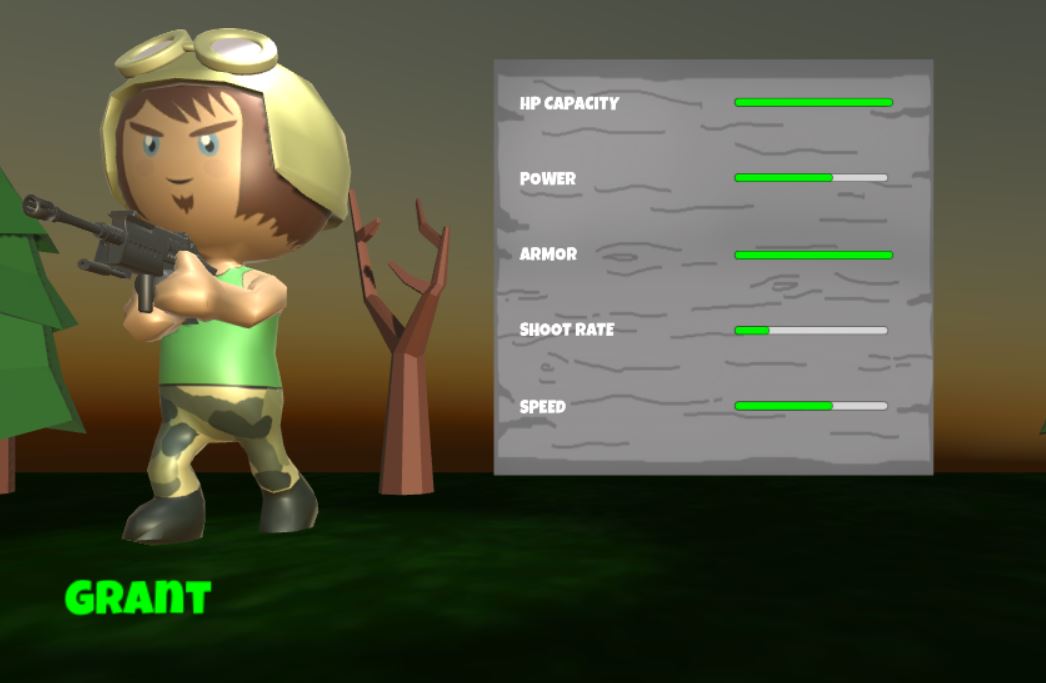 HP CAPACITY
POWER
ARMOR
SHOOT RATE
SPEED
GRANT